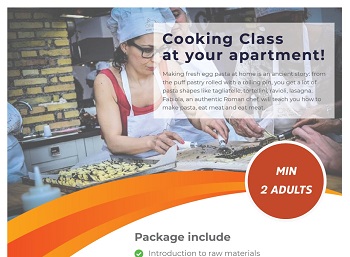 Cooking Class
at your apartment!
Making fresh egg pasta at home is an ancient story: from
the puff pastry rolled with a rolling pin, you get a lot of
pasta shapes like tagliatelle, tortellini, ravioli, lasagna.
Fabiola, an authentic Roman chef, will teach you how to
make pasta, eat meat and eat meat.
MIN
2 ADULTS
Package include
Introduction to raw materials